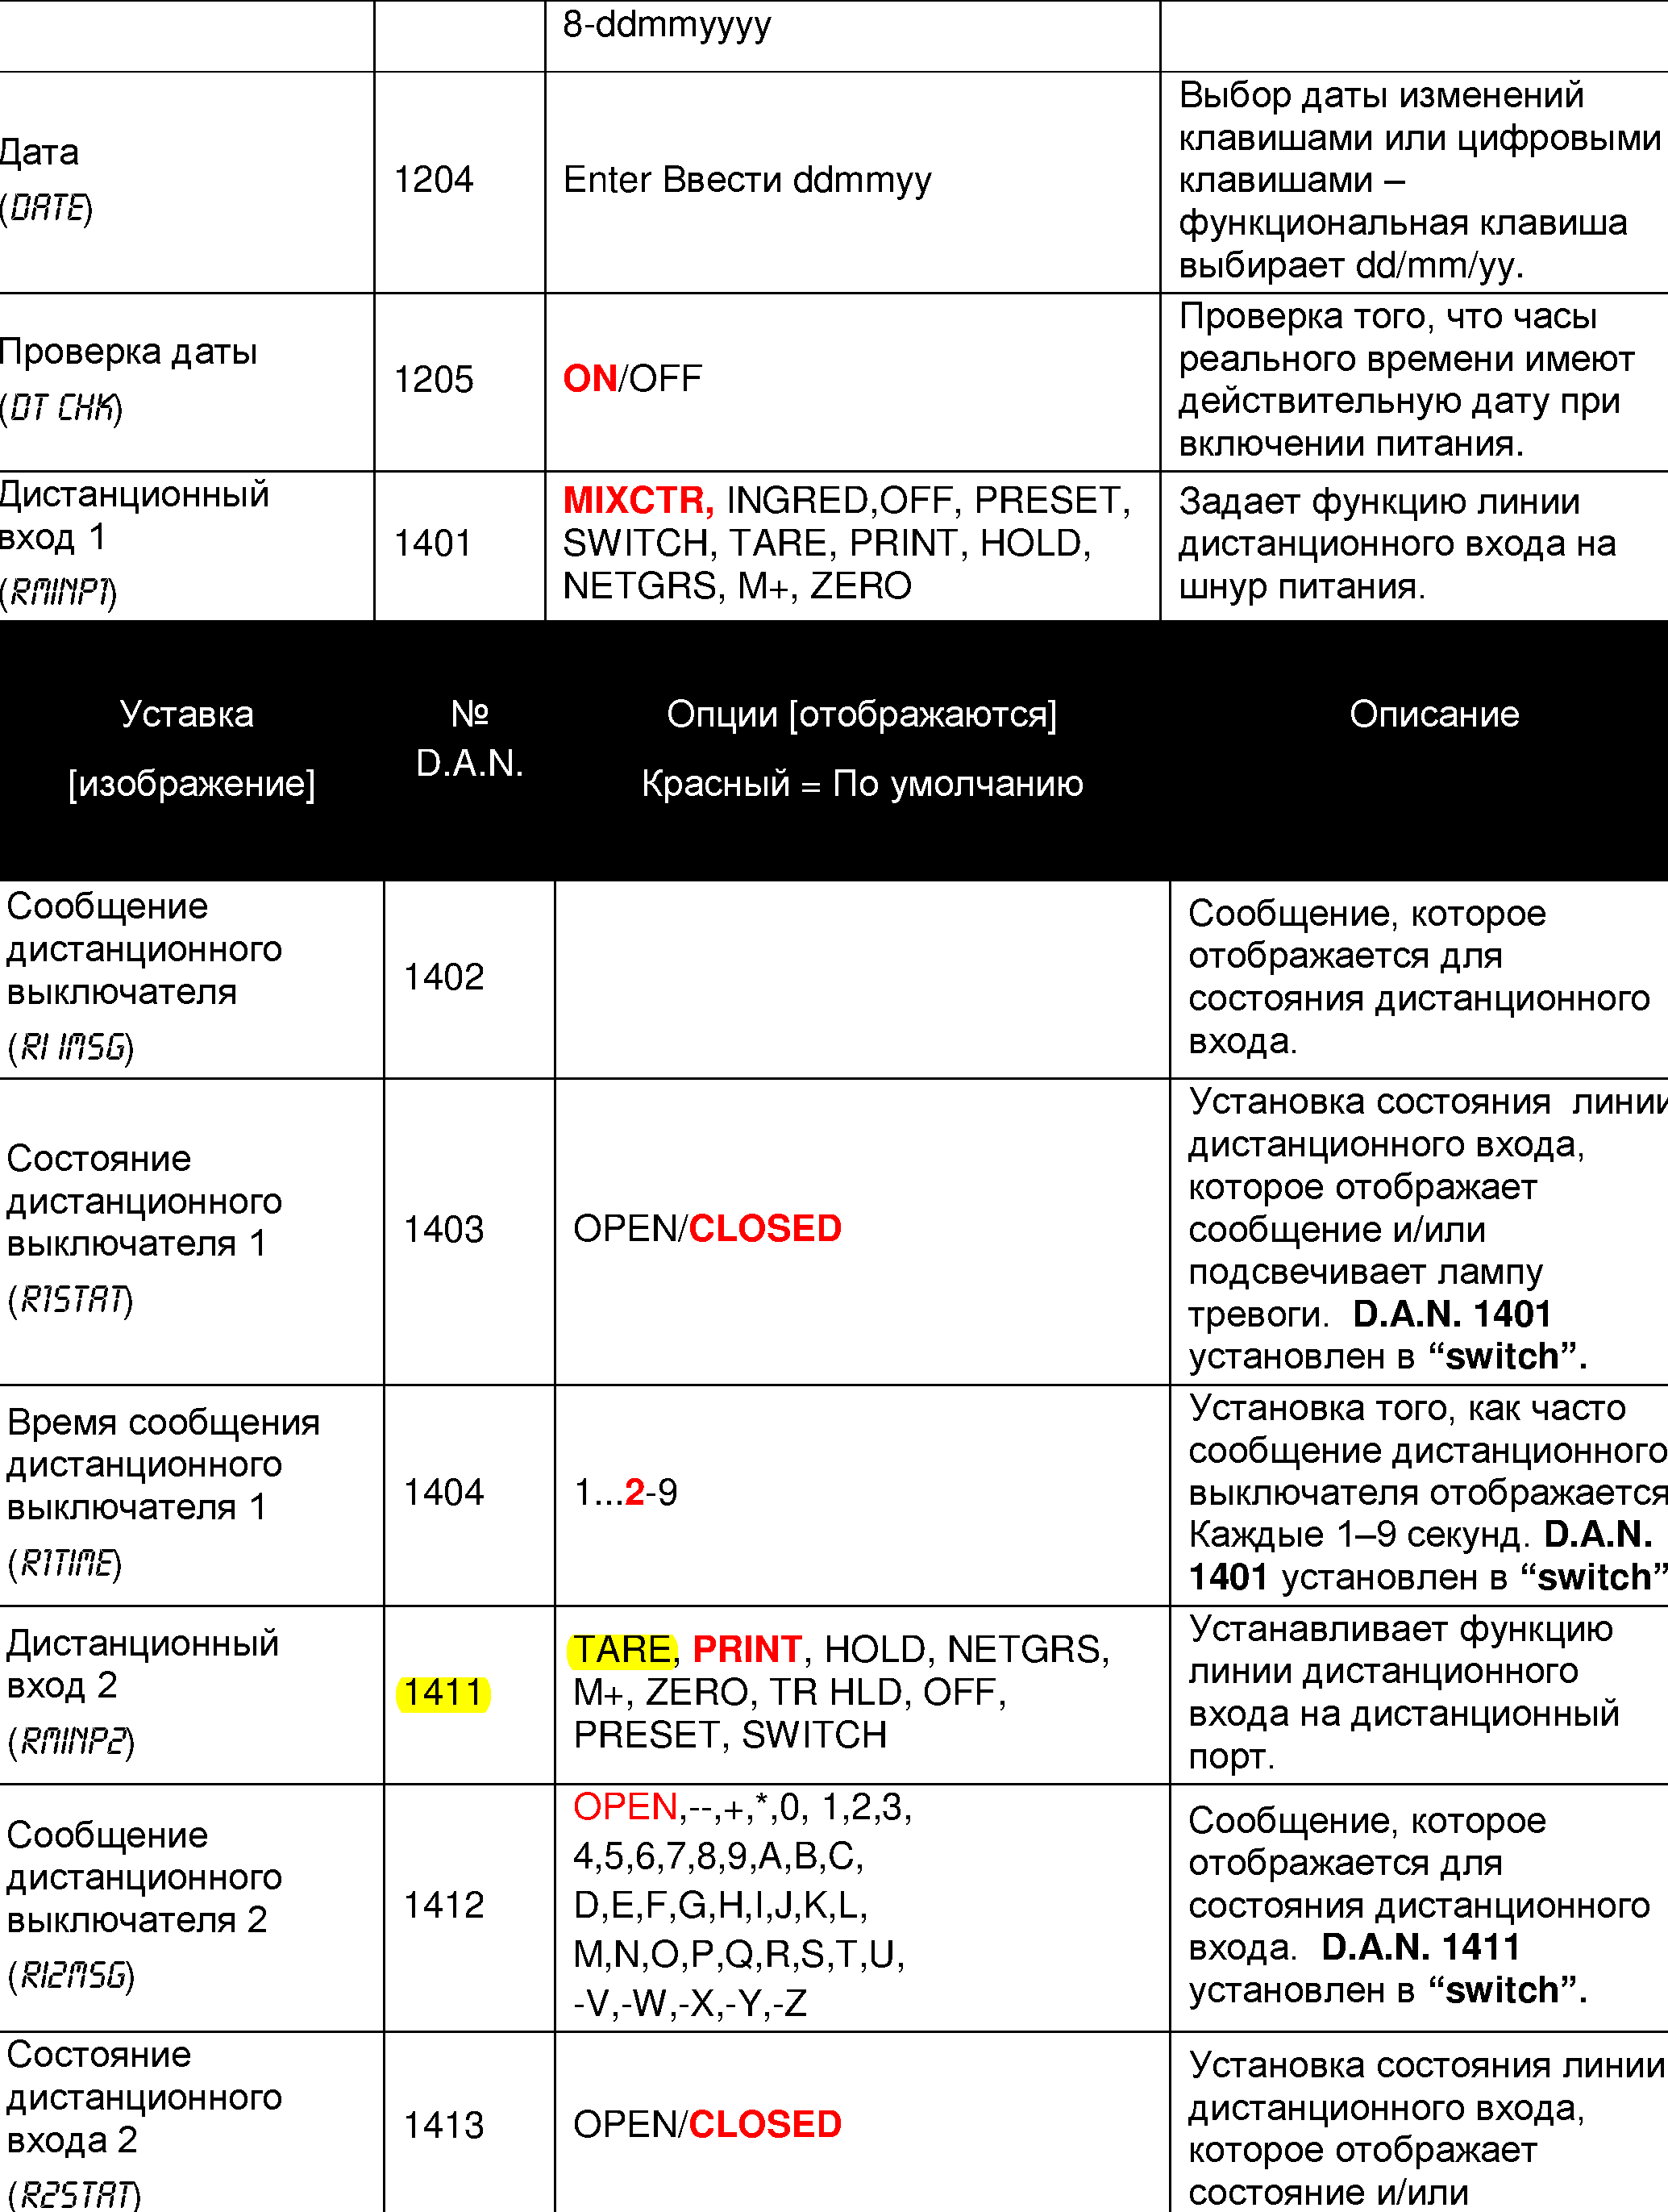 8-ddmmyyyy
Дата
(DATE)
1204
Enter Ввести ddmmyy
Выбор даты изменений
клавишами или цифровыми
клавишами –
функциональная клавиша
выбирает dd/mm/yy.
Проверка даты
(DT CHK)
1205
ON/OFF
Проверка того, что часы
реального времени имеют
действительную дату при
включении питания.
Дистанционный
вход 1
(RMINP1)
1401
MIXCTR, INGRED,OFF, PRESET,
SWITCH, TARE, PRINT, HOLD,
NETGRS, M+, ZERO
Задает функцию линии
дистанционного входа на
шнур питания.
Уставка
[изображение]
№
D.A.N.
Опции [отображаются]
Красный = По умолчанию
Описание
Сообщение
дистанционного
выключателя
(RI 1MSG)
1402
Сообщение, которое
отображается для
состояния дистанционного
входа.
Состояние
дистанционного
выключателя 1
(R1STAT)
1403
OPEN/CLOSED
Установка состояния  линии
дистанционного входа,
которое отображает
сообщение и/или
подсвечивает лампу
тревоги.  D.A.N. 1401
установлен в “switch”.
Время сообщения
дистанционного
выключателя 1
(R1TIME)
1404
1...2-9
Установка того, как часто
сообщение дистанционного
выключателя отображается
Каждые 1–9 секунд. D.A.N.
1401 установлен в “switch”
Дистанционный
вход 2
(RMINP2)
1411
TARE, PRINT, HOLD, NETGRS,
M+, ZERO, TR HLD, OFF,
PRESET, SWITCH
Устанавливает функцию
линии дистанционного
входа на дистанционный
порт.
Сообщение
дистанционного
выключателя 2
(RI2MSG)
1412
OPEN,--,+,*,0, 1,2,3,
4,5,6,7,8,9,A,B,C,
D,E,F,G,H,I,J,K,L,
M,N,O,P,Q,R,S,T,U,
-V,-W,-X,-Y,-Z
Сообщение, которое
отображается для
состояния дистанционного
входа.  D.A.N. 1411
установлен в “switch”.
Состояние
дистанционного
входа 2
(R2STAT)
1413
OPEN/CLOSED
Установка состояния линии
дистанционного входа,
которое отображает
состояние и/или